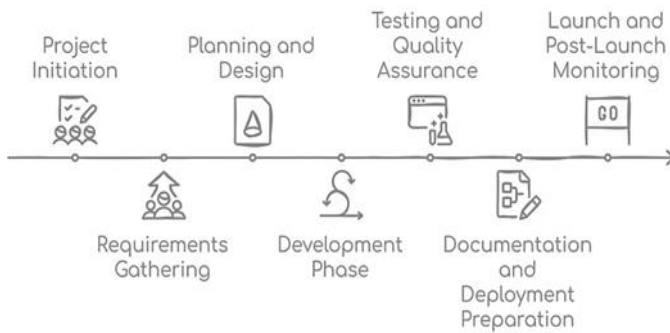 Project
Initiation
Requirements
Gathering
Planning and
Design
Development
Phase
Testing and
Quality
Assurance
Documentation
and
Deployment
Preparation
Launch and
Post-Launch
Monitoring
GO